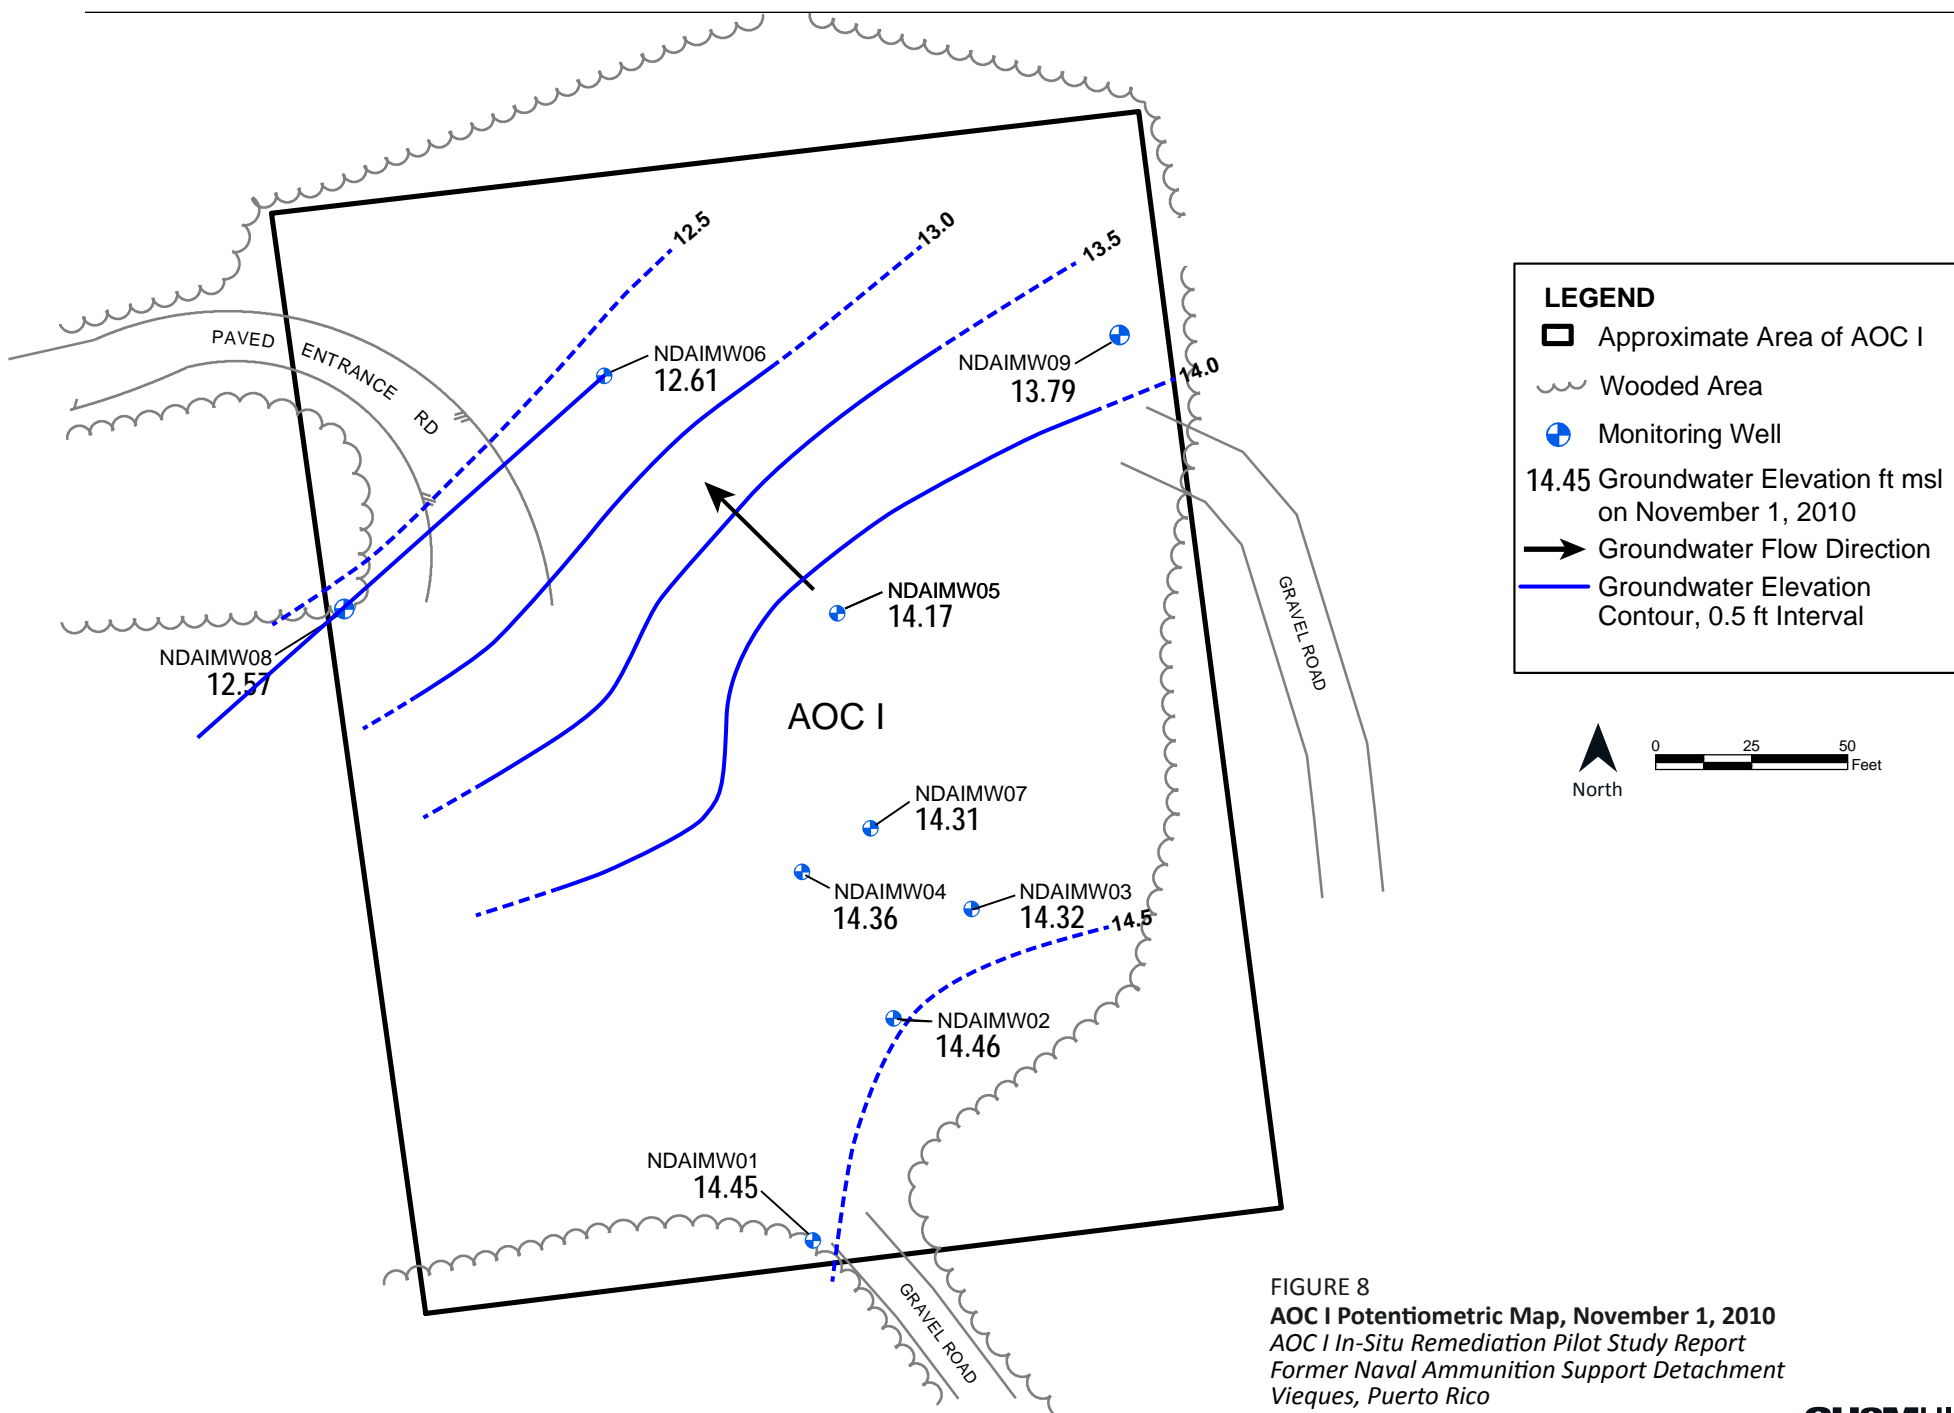 12.5
13.0
13.5
14.0
14.5
PAVED ENTRANCE RD
NDAIMW06
12.61
NDAIMW09
13.79
NDAIMW05
14.17
NDAIMW08
12.57
AOC I
NDAIMW07
14.31
NDAIMW04
14.36
NDAIMW03
14.32
NDAIMW02
14.46
NDAIMW01
14.45
GRAVEL ROAD
GRAVEL ROAD
LEGEND
Approximate Area of AOC I
Wooded Area
Monitoring Well
14.45 Groundwater Elevation ft msl
on November 1, 2010
Groundwater Flow Direction
Groundwater Elevation
Contour, 0.5 ft Interval
North
0 25 50
Feet
FIGURE 8
AOC I Potentiometric Map, November 1, 2010
AOC I In-Situ Remediation Pilot Study Report
Former Naval Ammunition Support Detachment
Vieques, Puerto Rico